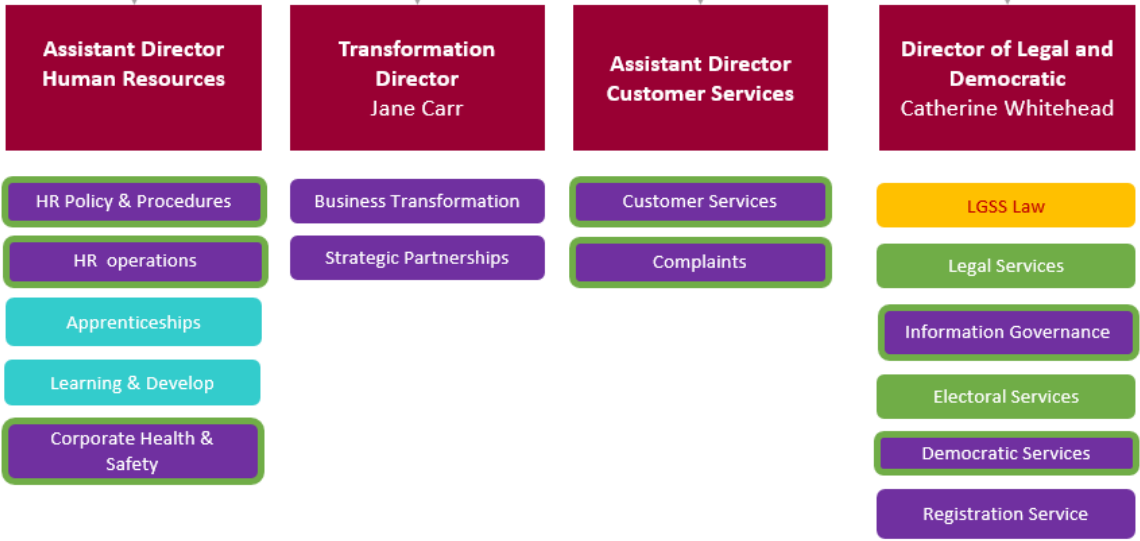 Assistant Director
Human Resources
HR Policy & Procedures
HR operations
Apprenticeships
Learning & Develop
Corporate Health &
Safety
Transformation
Director
Jane Carr
Business Transformation
Strategic Partnerships
Assistant Director
Customer Services
Customer Services
Complaints
Director of Legal and
Democratic
Catherine Whitehead
LGSS Law
Legal Services
Information Governance
Electoral Services
Democratic Services
Registration Service